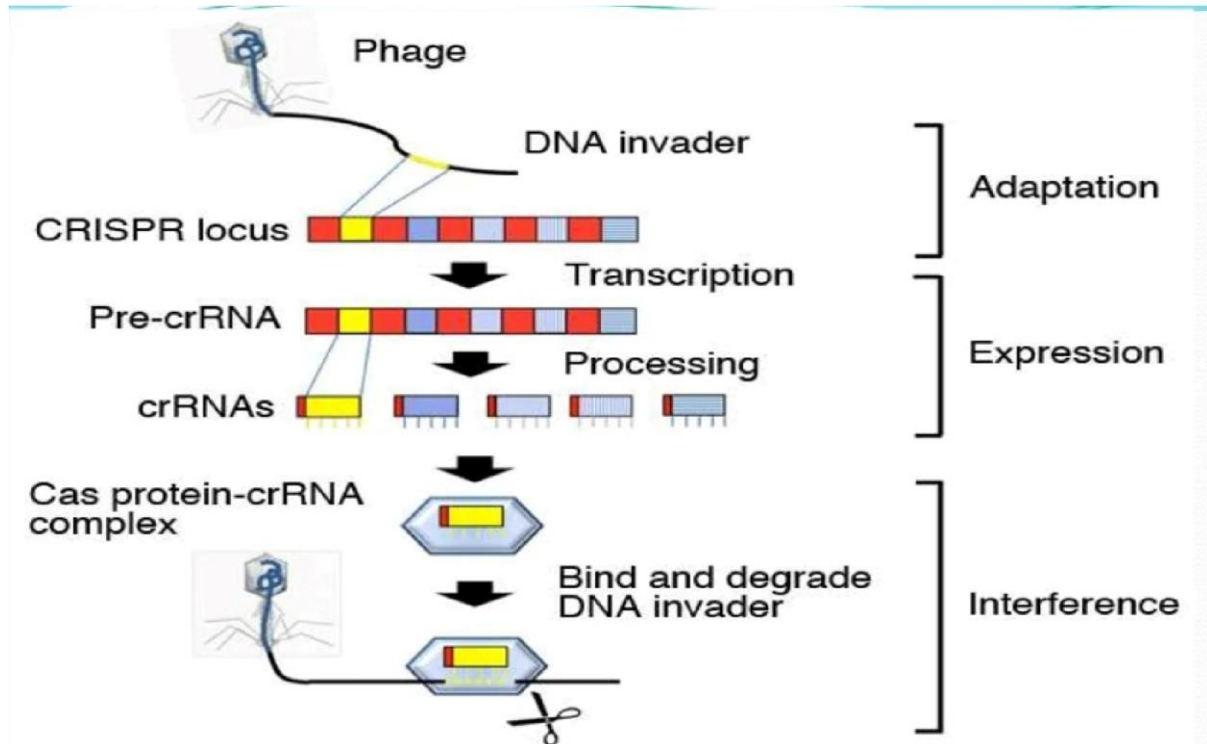 Phage
DNA invader
Adaptation
CRISPR locus
Transcription
Pre-crRNA
Expression
Processing
crRNAs
Cas protein-crRNA
complex
Bind and degrade
DNA invader
Interference